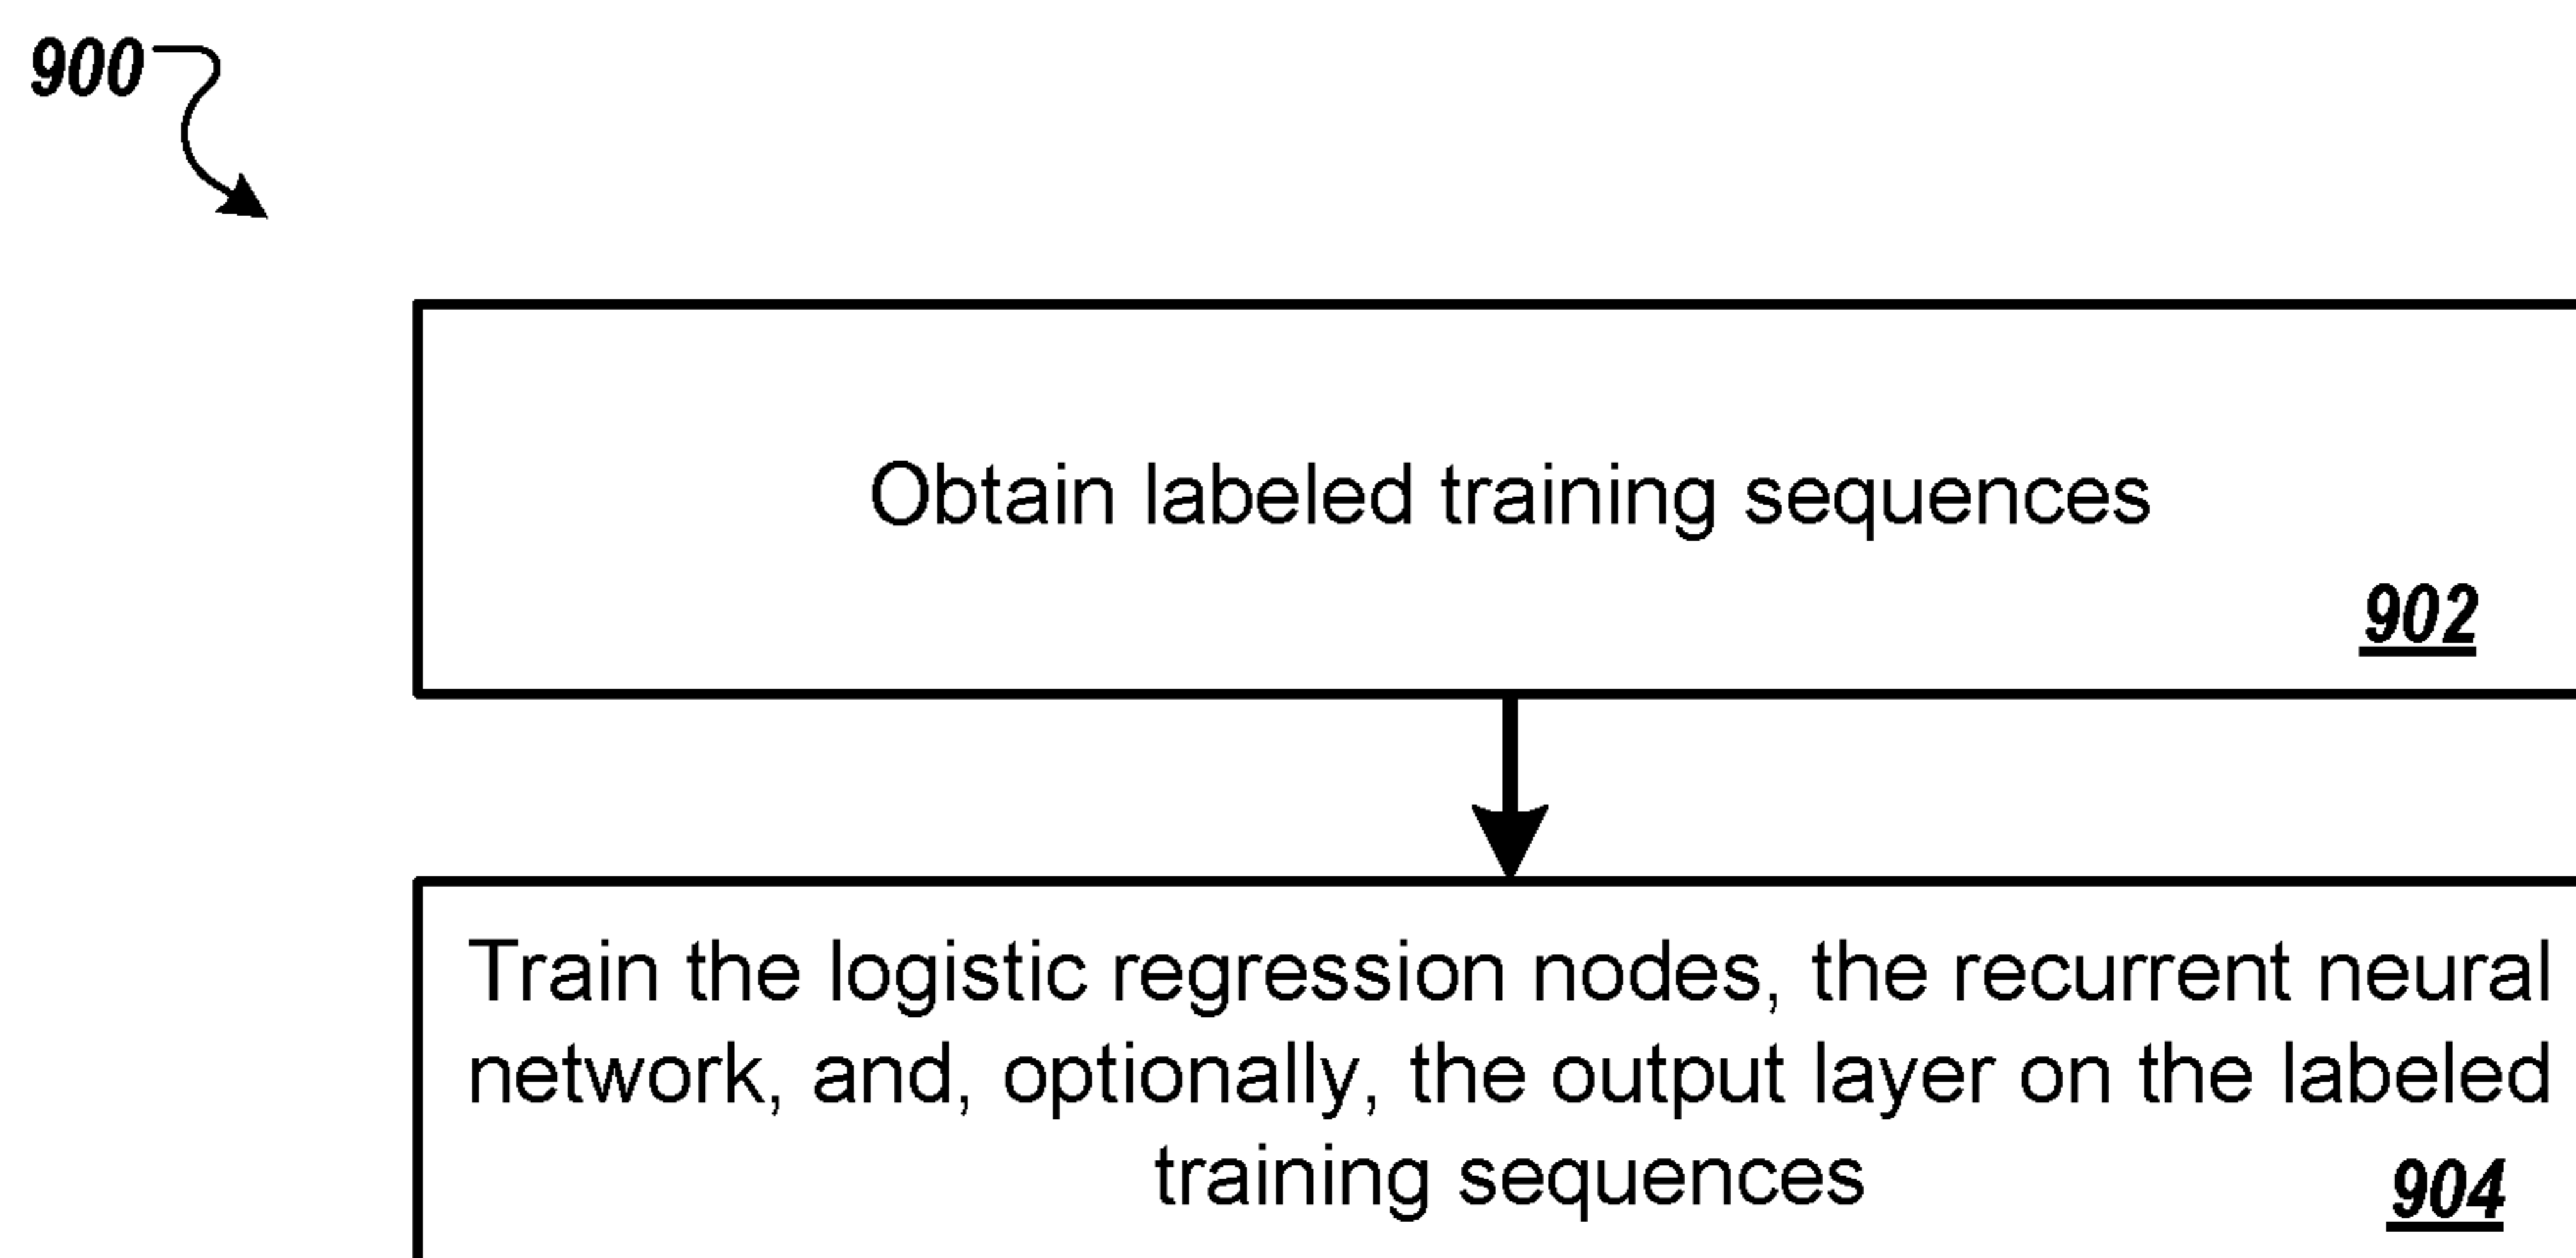 900
Obtain labeled training sequences
902
Train the logistic regression nodes, the recurrent neural
network, and, optionally, the output layer on the labeled
training sequences
904